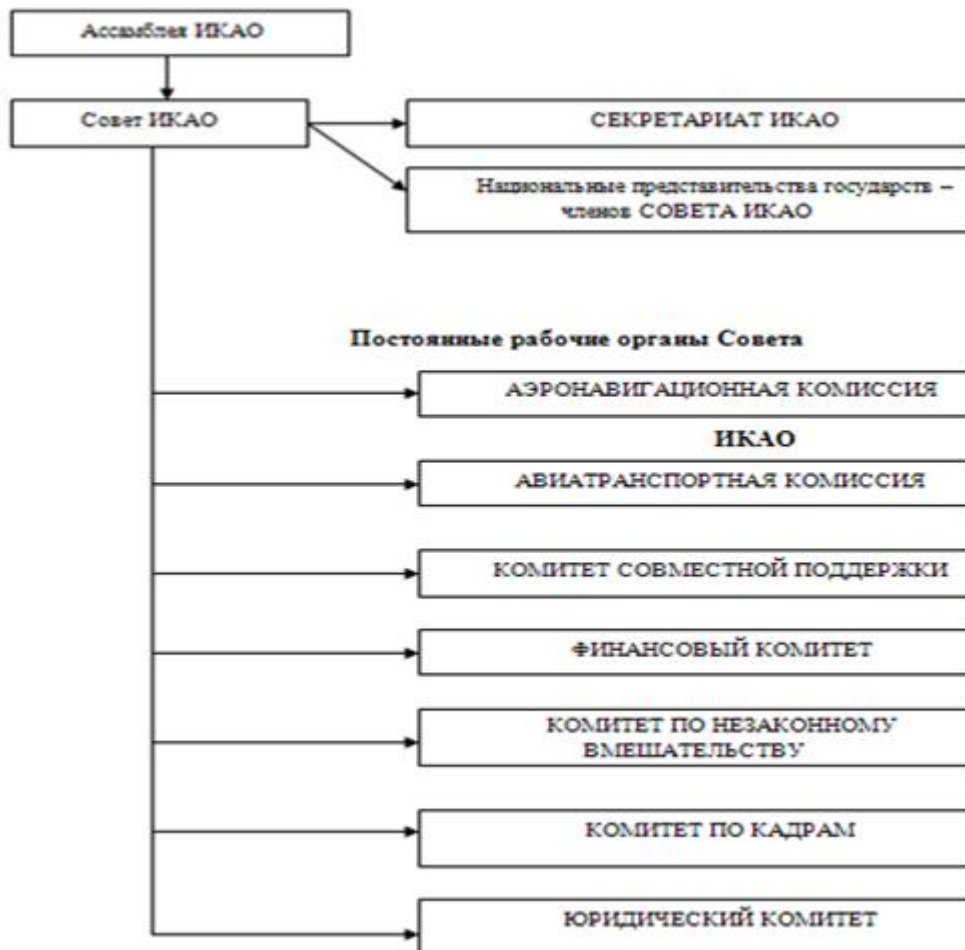 Ассамблея ИКАО
Совет ИКАО
СЕКРЕТАРИАТ ИКАО
Национальные представительства государств –
членов СОВЕТА ИКАО
Постоянные рабочие органы Совета
АЭРОНАВИГАЦИОННАЯ КОМИССИЯ
ИКАО
АВИАТРАНСПОРТНАЯ КОМИССИЯ
КОМИТЕТ СОВМЕСТНОЙ ПОДДЕРЖКИ
ФИНАНСОВЫЙ КОМИТЕТ
КОМИТЕТ ПО НЕЗАКОННОМУ
ВМЕШАТЕЛЬСТВУ
КОМИТЕТ ПО КАДРАМ
ЮРИДИЧЕСКИЙ КОМИТЕТ